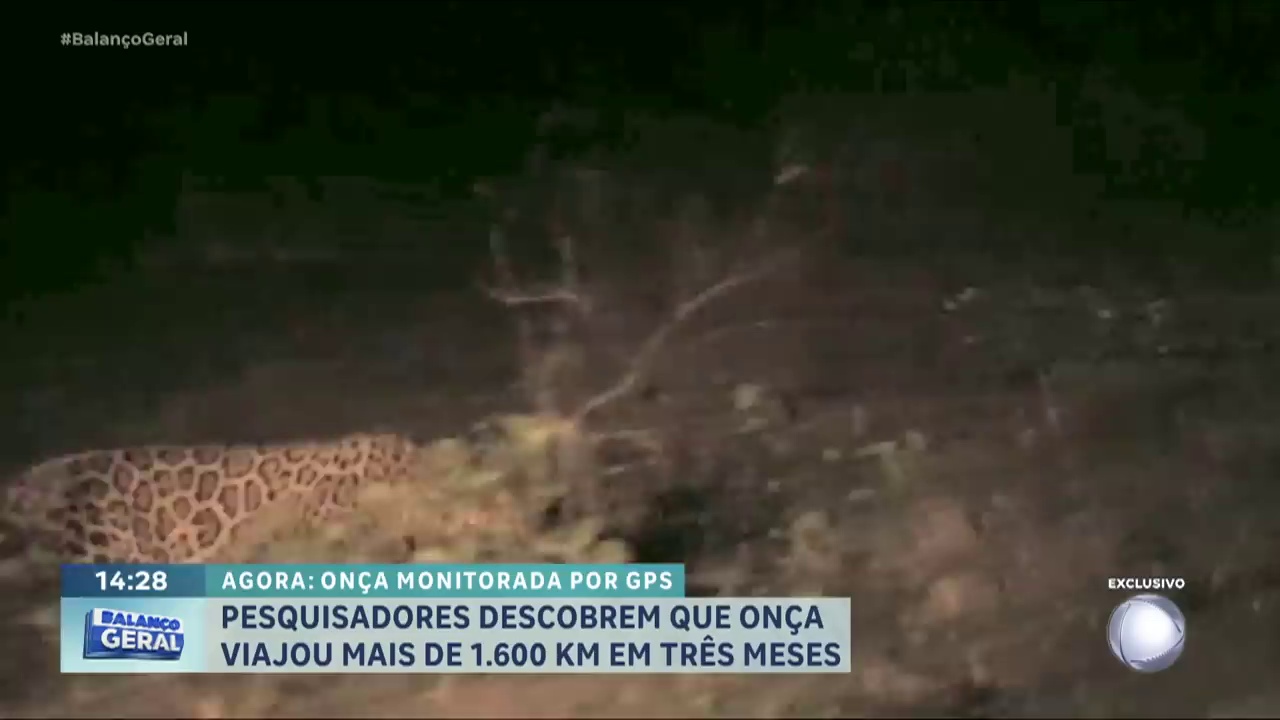 #BalançoGeral
14:28
AGORA: ONÇA MONITORADA POR GPS
BALANÇO
GERAL
PESQUISADORES DESCOBREM QUE ONÇA
VIAJOU MAIS DE 1.600 KM EM TRÊS MESES
EXCLUSIVO